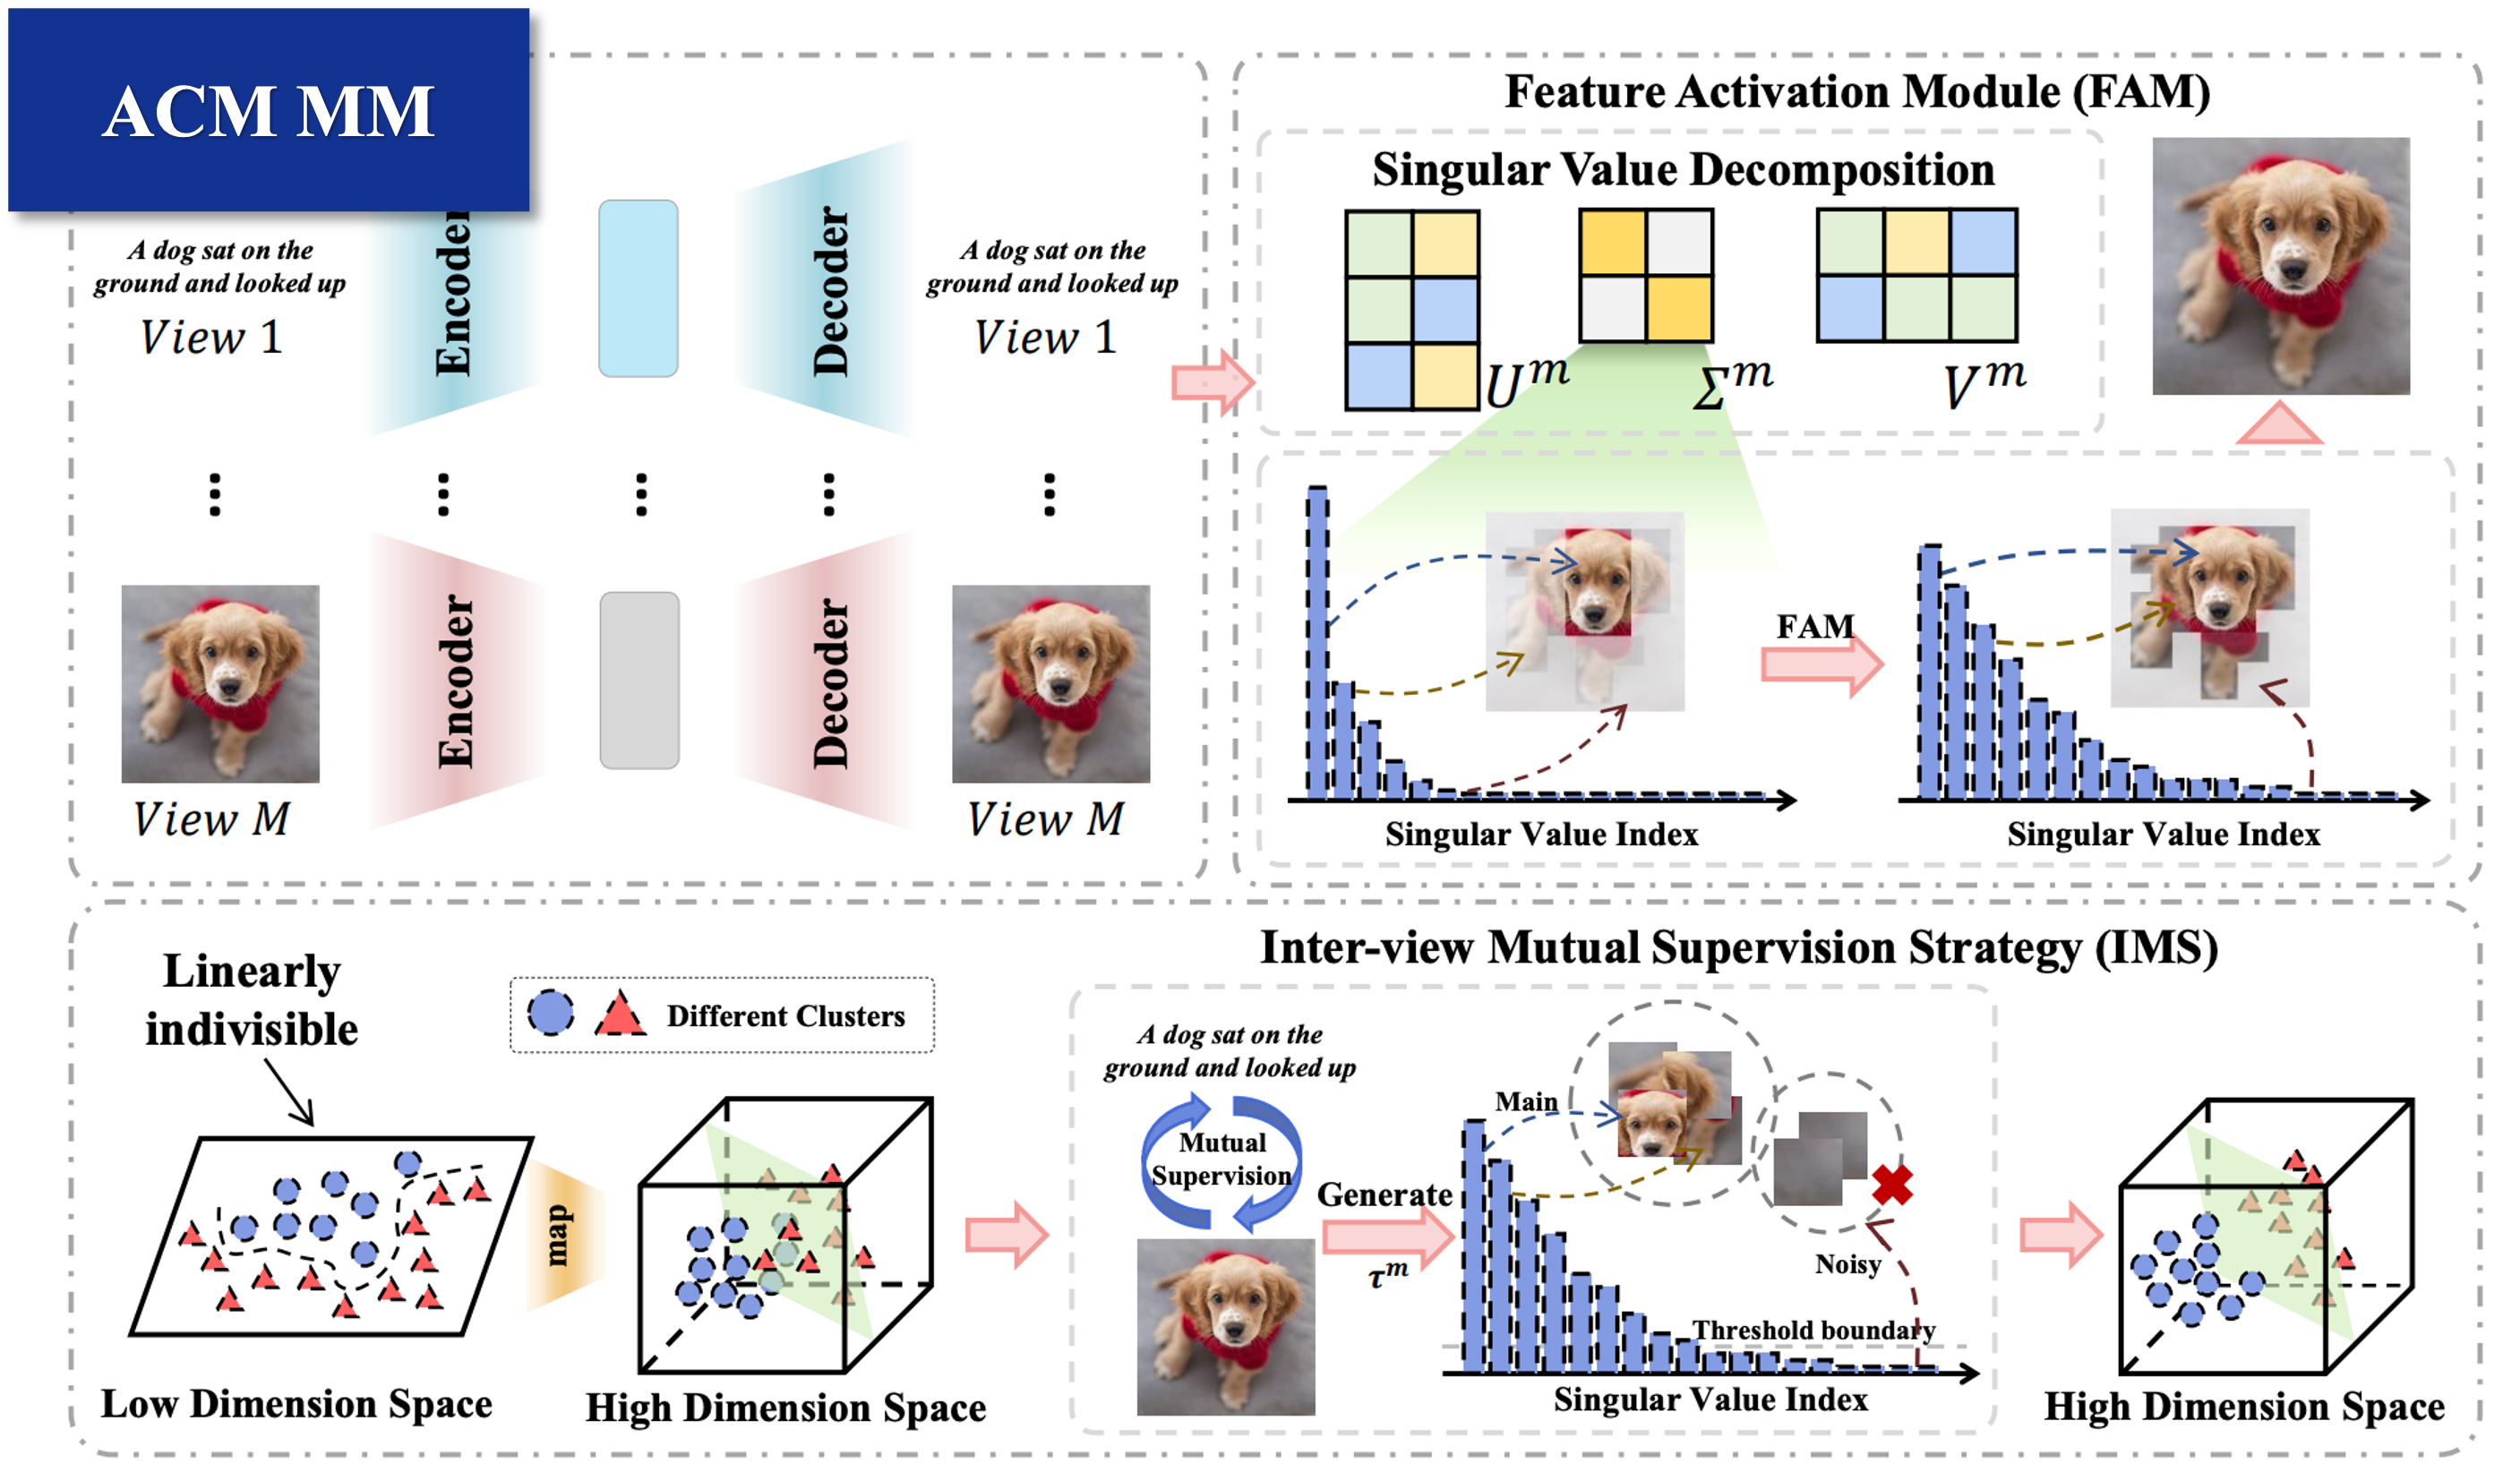 ACM MM
A dog sat on the
ground and looked up
View 1
Encoder
Decoder
A dog sat on the
ground and looked up
View 1
View M
Encoder
Decoder
View M
Feature Activation Module (FAM)
Singular Value Decomposition
U^m
Σ^m
V^m
FAM
Singular Value Index
Singular Value Index
Inter-view Mutual Supervision Strategy (IMS)
Linearly
indivisible
Different Clusters
map
Low Dimension Space
High Dimension Space
A dog sat on the
ground and looked up
Mutual
Supervision
Generate
τ^m
Main
Noisy
Threshold boundary
Singular Value Index
High Dimension Space